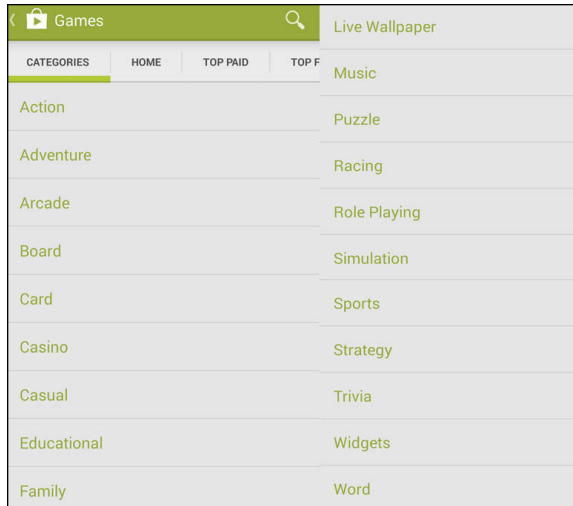 Games
CATEGORIES HOME TOP PAID TOP F
Action
Adventure
Arcade
Board
Card
Casino
Casual
Educational
Family
Live Wallpaper
Music
Puzzle
Racing
Role Playing
Simulation
Sports
Strategy
Trivia
Widgets
Word